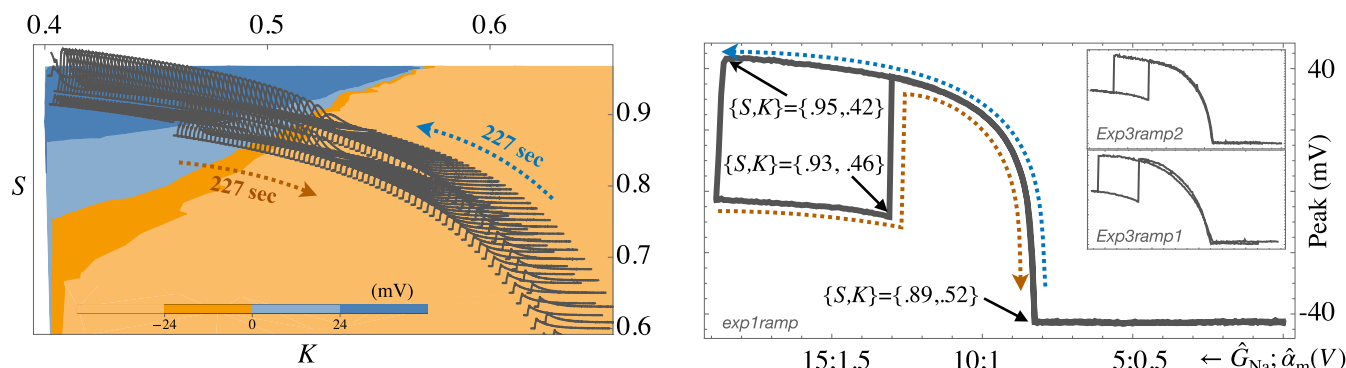 0.4 0.5 0.6
S
0.9
0.8
0.7
0.6
227 sec
227 sec
(mV)
−24 0 24
K
{S,K}={.95,.42}
{S,K}={.93, .46}
{S,K}={.89,.52}
exp1ramp
Exp3ramp2
Exp3ramp1
40
Peak (mV)
-40
15:1.5 10:1 5:0.5 ← Ĝ_Na; α̂_m(V)